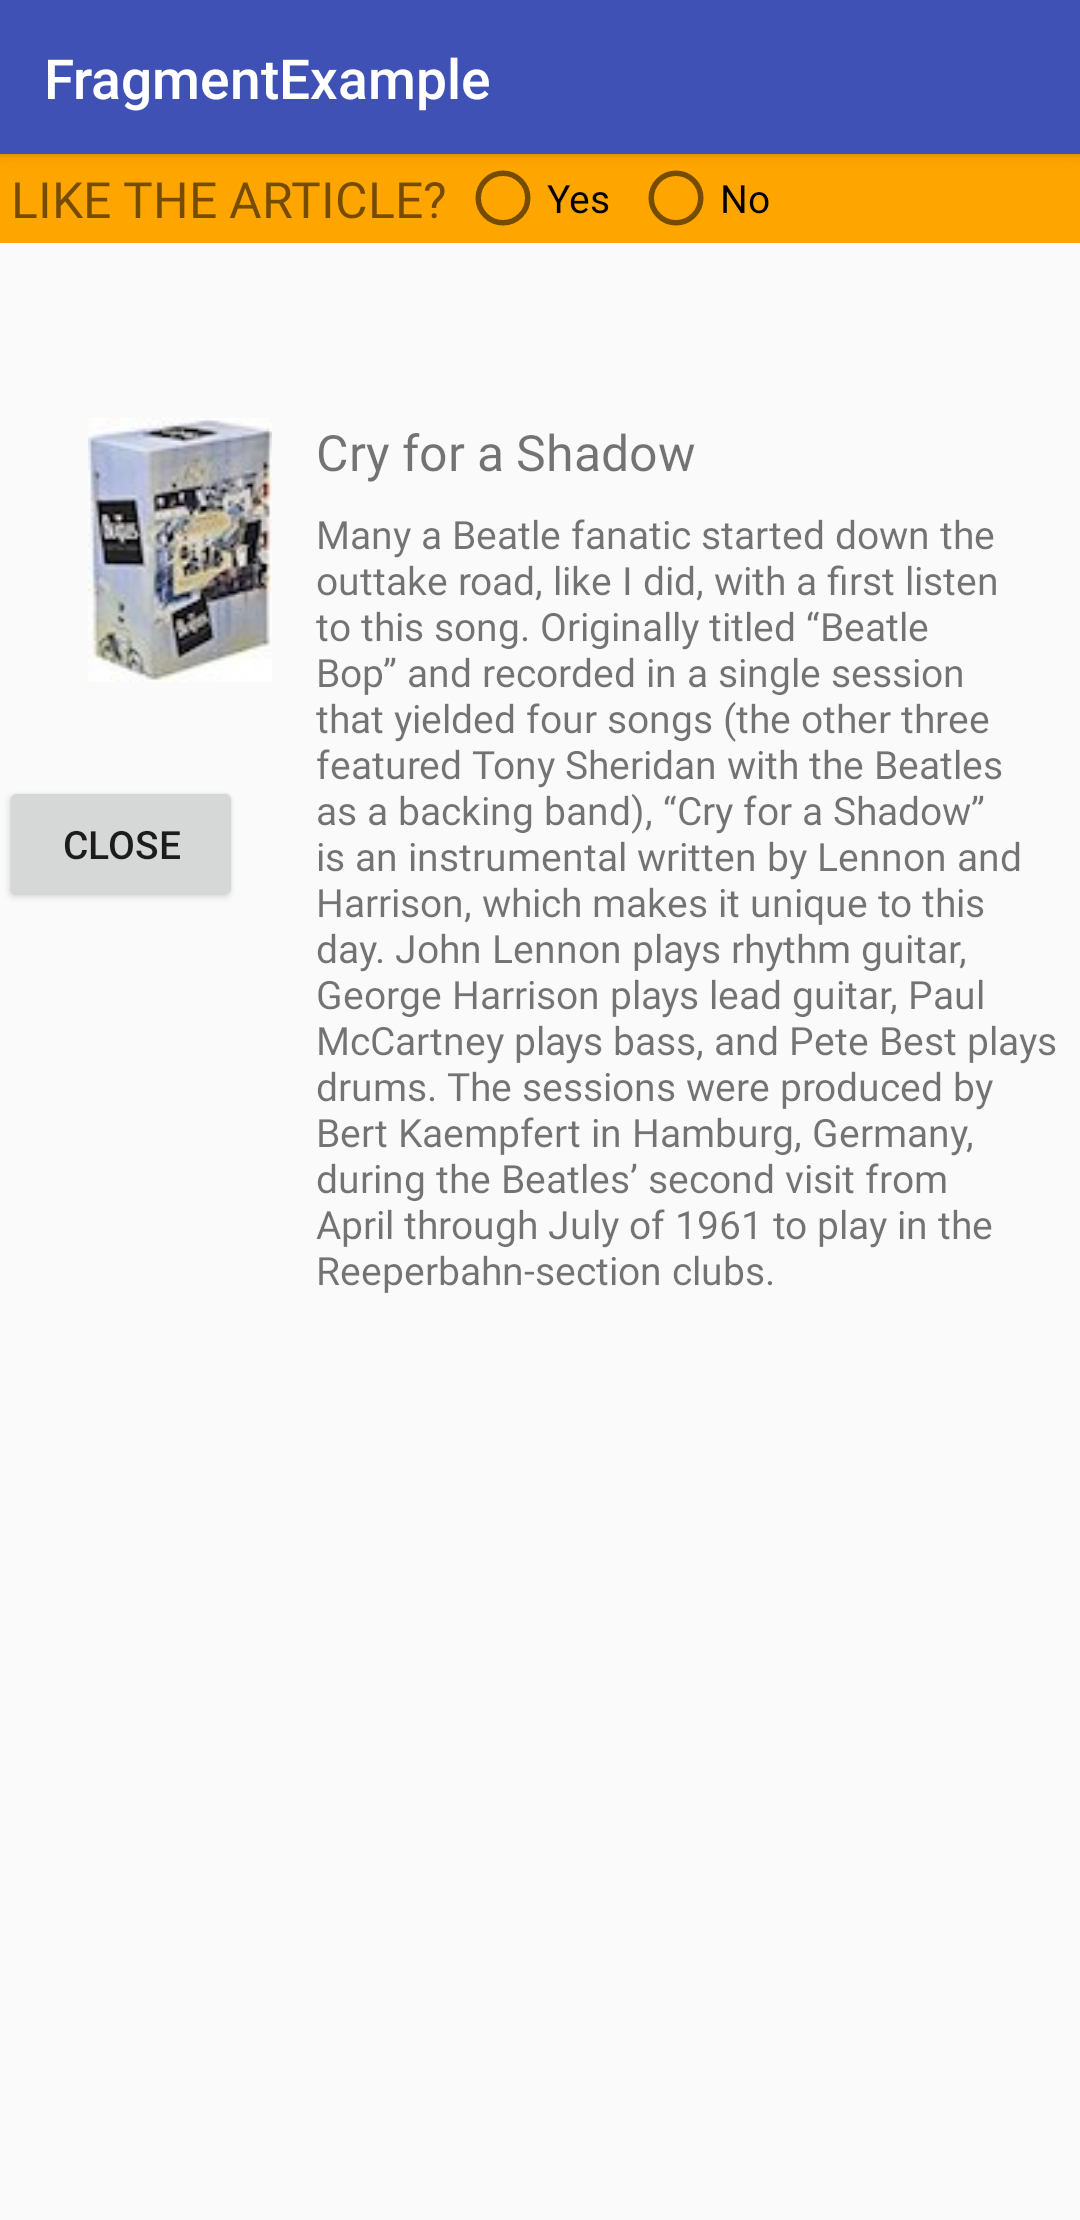 FragmentExample
LIKE THE ARTICLE? Yes No
Cry for a Shadow
Many a Beatle fanatic started down the
outtake road, like I did, with a first listen
to this song. Originally titled “Beatle
Bop” and recorded in a single session
that yielded four songs (the other three
featured Tony Sheridan with the Beatles
as a backing band), “Cry for a Shadow”
is an instrumental written by Lennon and
Harrison, which makes it unique to this
day. John Lennon plays rhythm guitar,
George Harrison plays lead guitar, Paul
McCartney plays bass, and Pete Best plays
drums. The sessions were produced by
Bert Kaempfert in Hamburg, Germany,
during the Beatles’ second visit from
April through July of 1961 to play in the
Reeperbahn-section clubs.
CLOSE